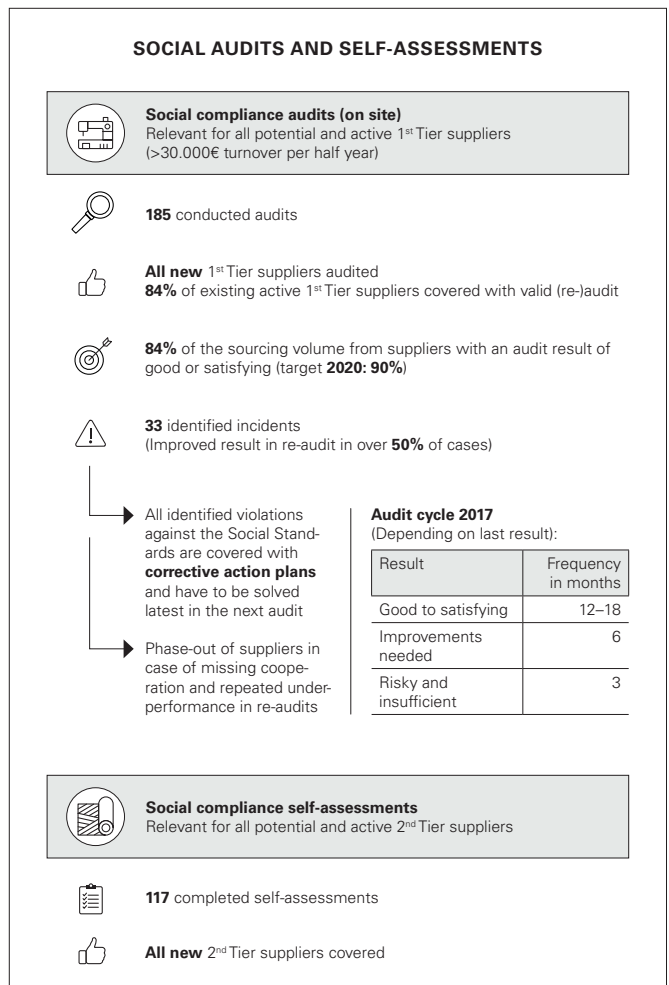 SOCIAL AUDITS AND SELF-ASSESSMENTS
Social compliance audits (on site)
Relevant for all potential and active 1st Tier suppliers
(>30.000€ turnover per half year)
185 conducted audits
All new 1st Tier suppliers audited
84% of existing active 1st Tier suppliers covered with valid (re-)audit
84% of the sourcing volume from suppliers with an audit result of
good or satisfying (target 2020: 90%)
33 identified incidents
(Improved result in re-audit in over 50% of cases)
All identified violations
against the Social Stand-
ards are covered with
corrective action plans
and have to be solved
latest in the next audit
Phase-out of suppliers in
case of missing coope-
ration and repeated under-
performance in re-audits
Audit cycle 2017
(Depending on last result):
Result Frequency
in months
Good to satisfying 12–18
Improvements 6
needed
Risky and 3
insufficient
Social compliance self-assessments
Relevant for all potential and active 2nd Tier suppliers
117 completed self-assessments
All new 2nd Tier suppliers covered